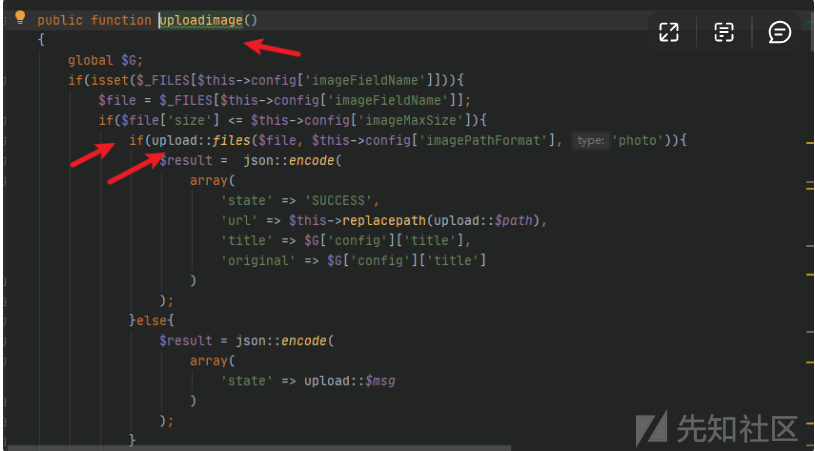 public function uploadimage()
{
global $G;
if(isset($_FILES[$this->config['imageFieldName']])){
$file = $_FILES[$this->config['imageFieldName']];
if($file['size'] <= $this->config['imageMaxSize']){
if(upload::files($file, $this->config['imagePathFormat'], type: 'photo')){
$result = json::encode(
array(
'state' => 'SUCCESS',
'url' => $this->replacepath(upload::$path),
'title' => $G['config']['title'],
'original' => $G['config']['title']
)
);
}else{
$result = json::encode(
array(
'state' => upload::$msg
)
);
}
先知社区